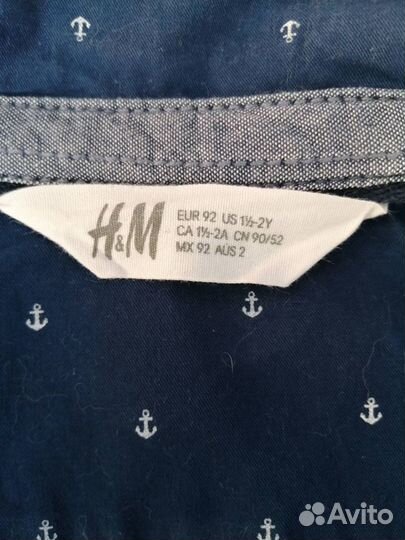 H&M
EUR 92 US 1½-2Y
CA 1½-2A CN 90/52
MX 92 AUS 2
Avito